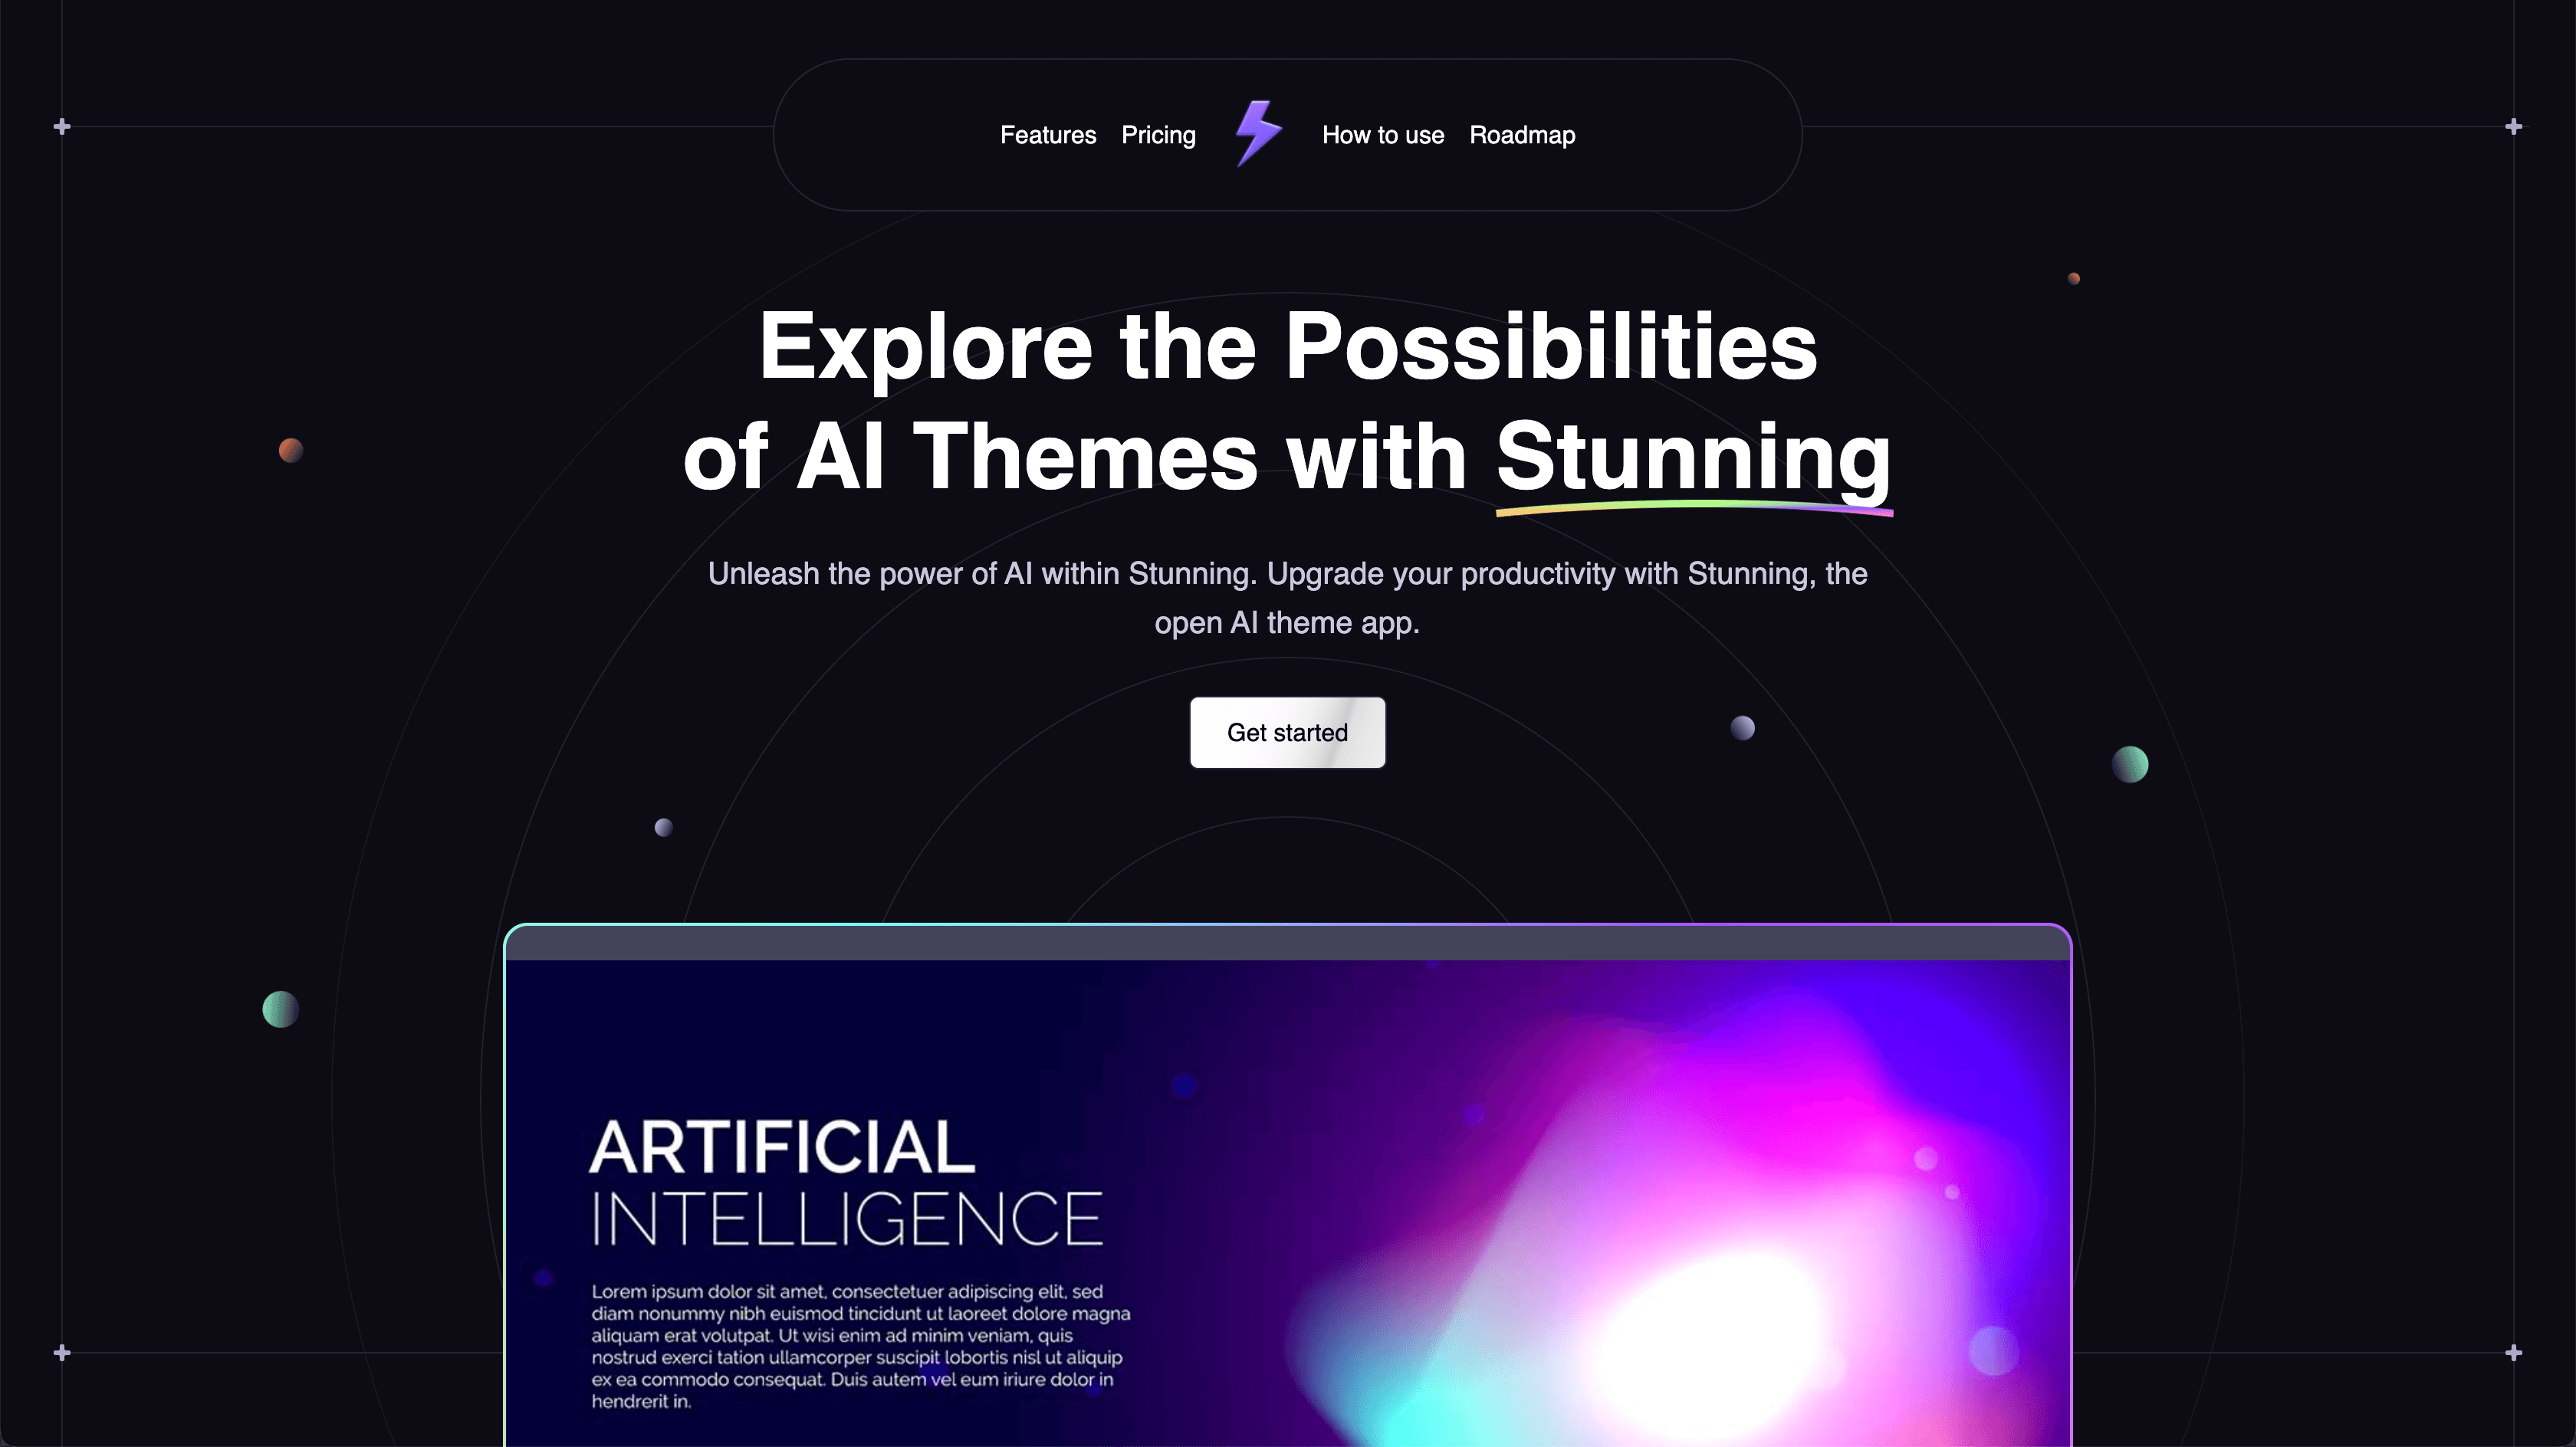 Features Pricing How to use Roadmap
Explore the Possibilities
of AI Themes with Stunning
Unleash the power of AI within Stunning. Upgrade your productivity with Stunning, the
open AI theme app.
Get started
ARTIFICIAL
INTELLIGENCE
Lorem ipsum dolor sit amet, consectetuer adipiscing elit, sed
diam nonummy nibh euismod tincidunt ut laoreet dolore magna
aliquam erat volutpat. Ut wisi enim ad minim veniam, quis
nostrud exerci tation ullamcorper suscipit lobortis nisl ut aliquip
ex ea commodo consequat. Duis autem vel eum iriure dolor in
hendrerit in.